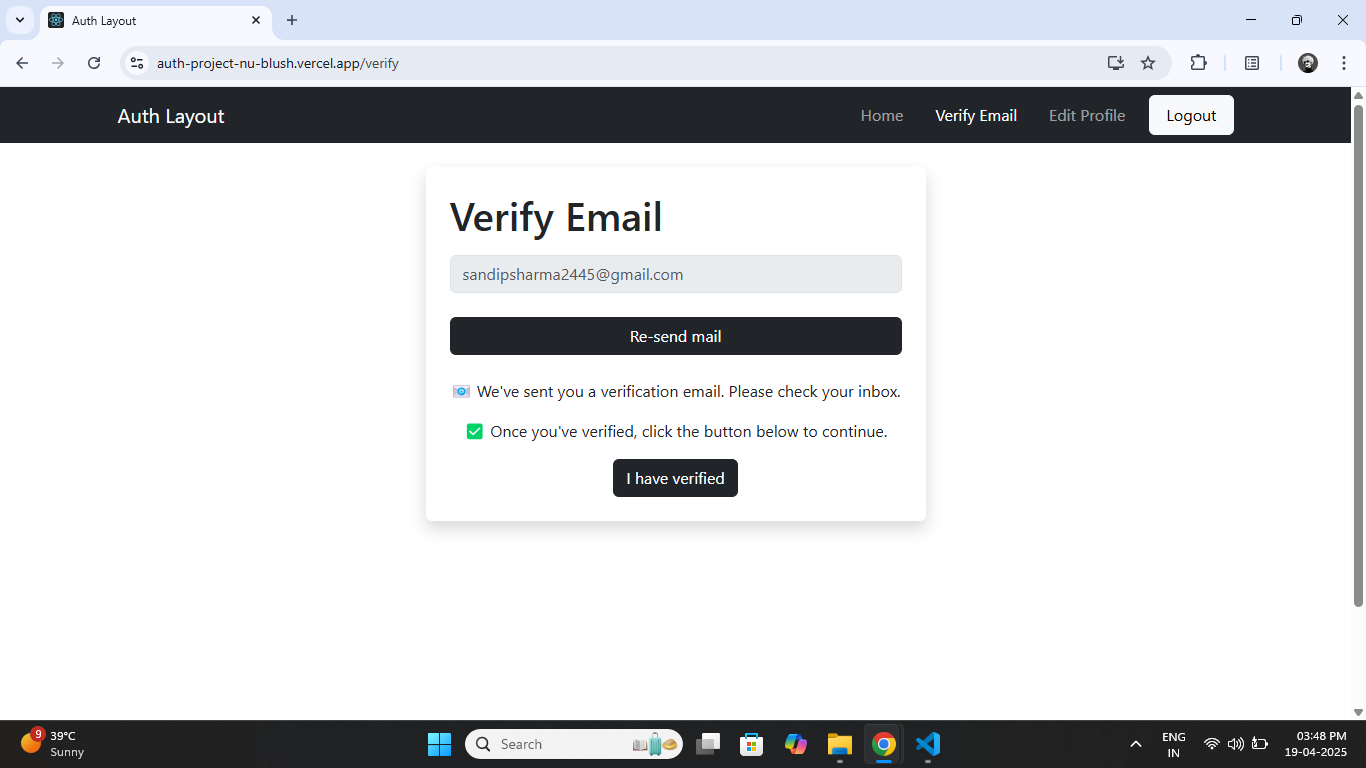 Auth Layout
auth-project-nu-blush.vercel.app/verify
Auth Layout
Home Verify Email Edit Profile Logout
Verify Email
sandipsharma2445@gmail.com
Re-send mail
We've sent you a verification email. Please check your inbox.
Once you've verified, click the button below to continue.
I have verified
9
39°C
Sunny
Search
ENG
IN
03:48 PM
19-04-2025